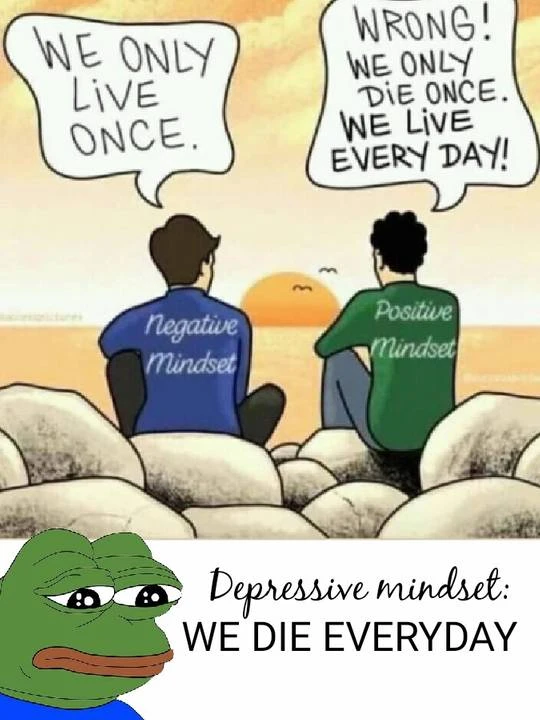 WE ONLY
LiVE
ONCE.
WRONG!
WE ONLY
DiE ONCE.
WE LiVE
EVERY DAY!
Negative
Mindset
Positive
Mindset
Depressive mindset:
WE DIE EVERYDAY